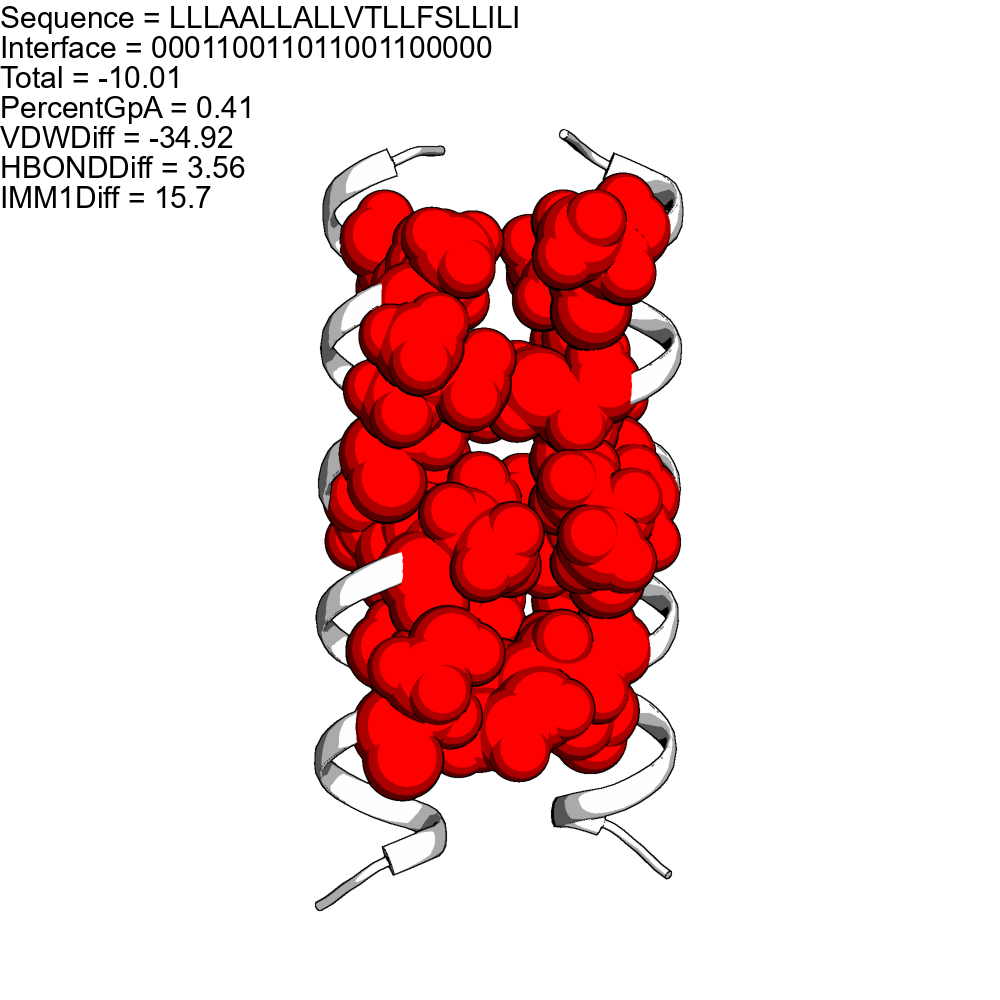 Sequence = LLLAALLALLVTLLFSLLILI
Interface = 000110011011001100000
Total = -10.01
PercentGpA = 0.41
VDWDiff = -34.92
HBONDDiff = 3.56
IMM1Diff = 15.7